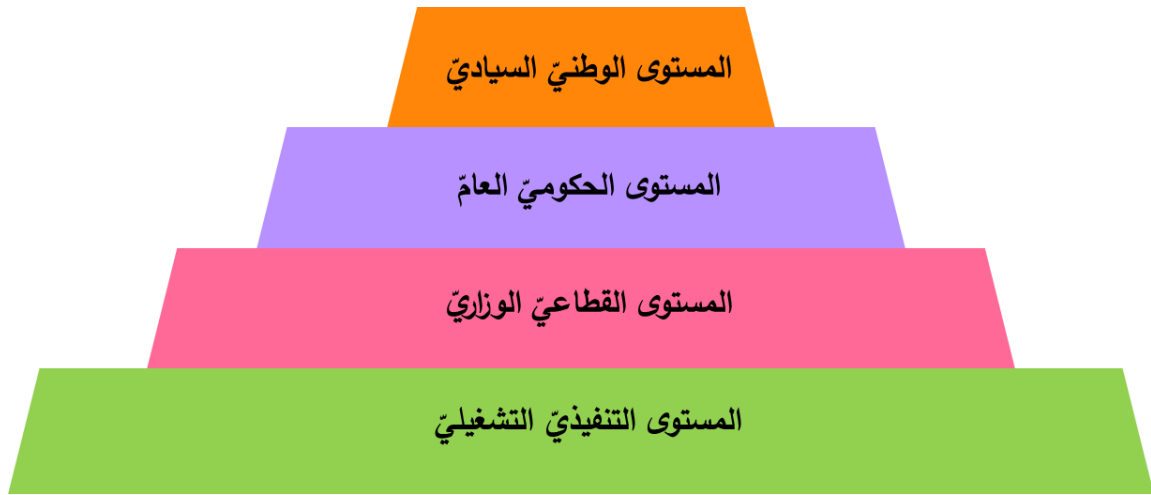 المستوى الوطنيّ السياديّ
المستوى الحكوميّ العامّ
المستوى القطاعيّ الوزاريّ
المستوى التنفيذيّ التشغيليّ